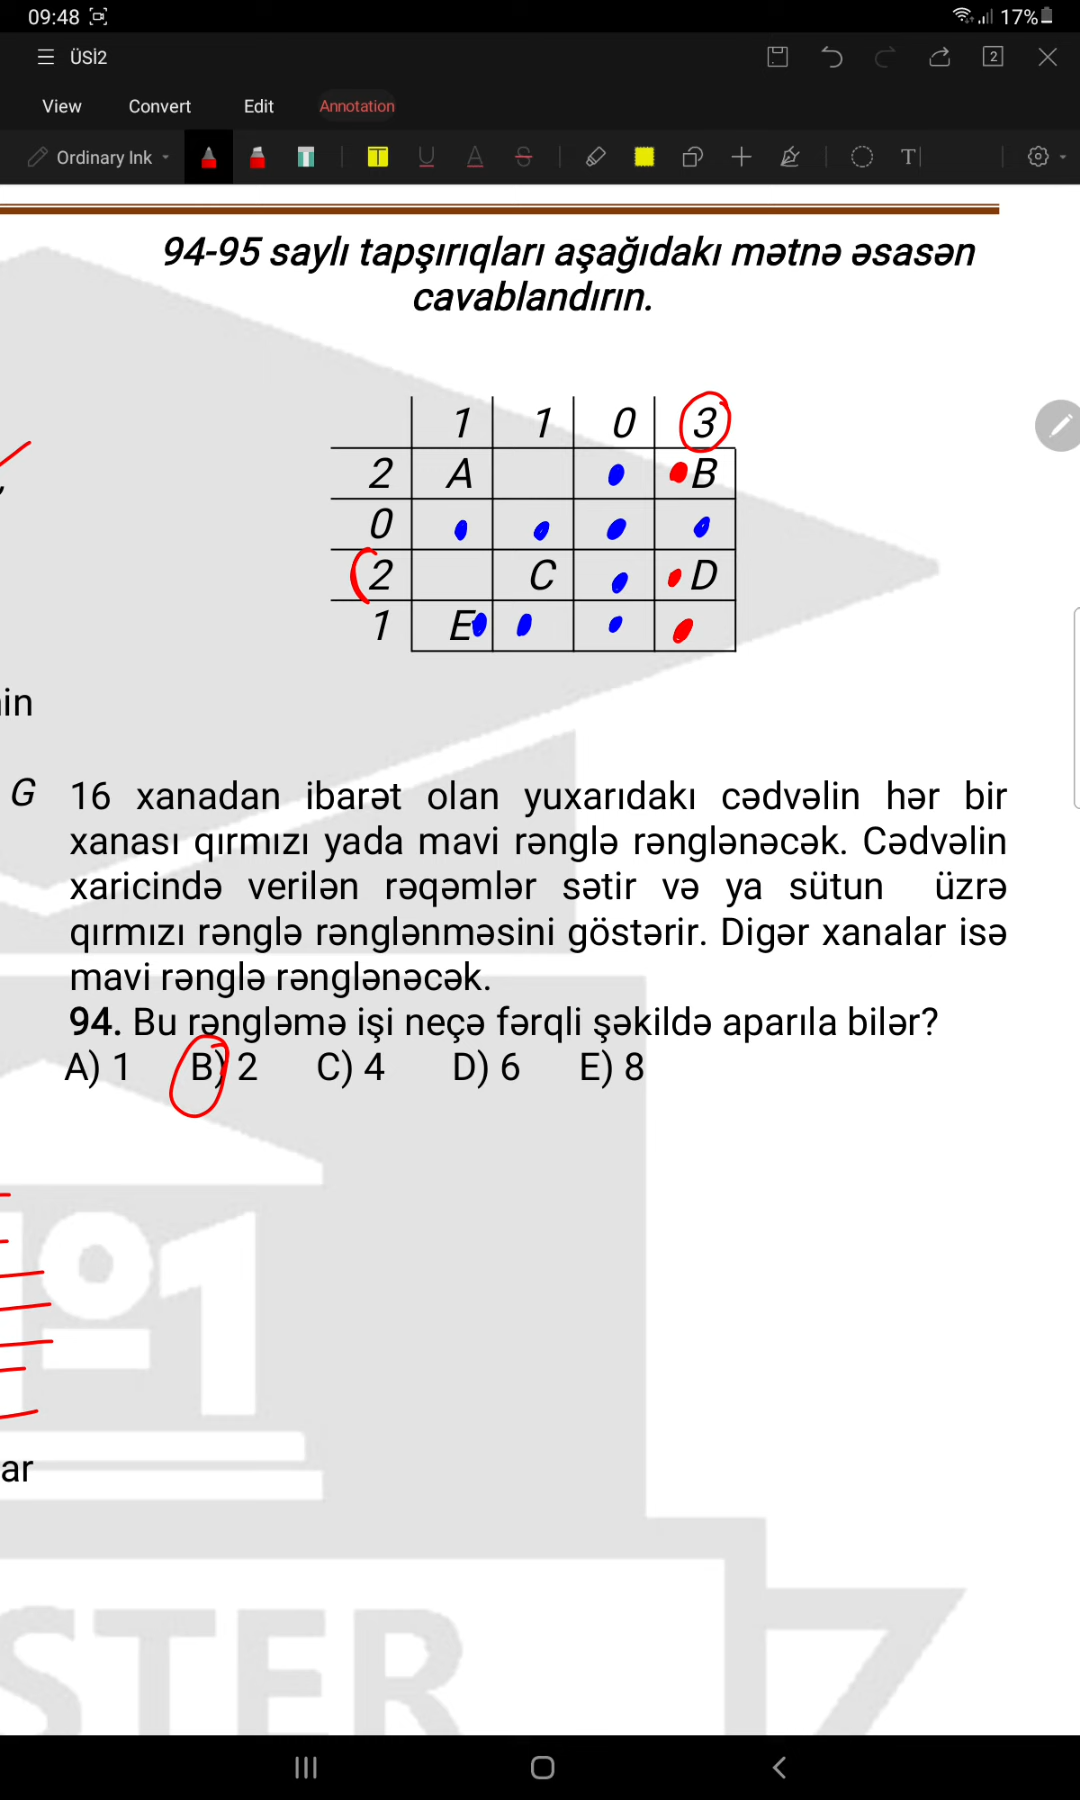 09:48
17%
ÜSİ2
2
View Convert Edit Annotation
Ordinary Ink T U A S T
94-95 saylı tapşırıqları aşağıdakı mətnə əsasən
cavablandırın.
1 1 0 3
2 A B
0
2 C D
1 E
in
G 16 xanadan ibarət olan yuxarıdakı cədvəlin hər bir
xanası qırmızı yada mavi rənglə rənglənəcək. Cədvəlin
xaricində verilən rəqəmlər sətir və ya sütun üzrə
qırmızı rənglə rənglənməsini göstərir. Digər xanalar isə
mavi rənglə rənglənəcək.
94. Bu rəngləmə işi neçə fərqli şəkildə aparıla bilər?
A) 1 B) 2 C) 4 D) 6 E) 8
№1
ar
STER